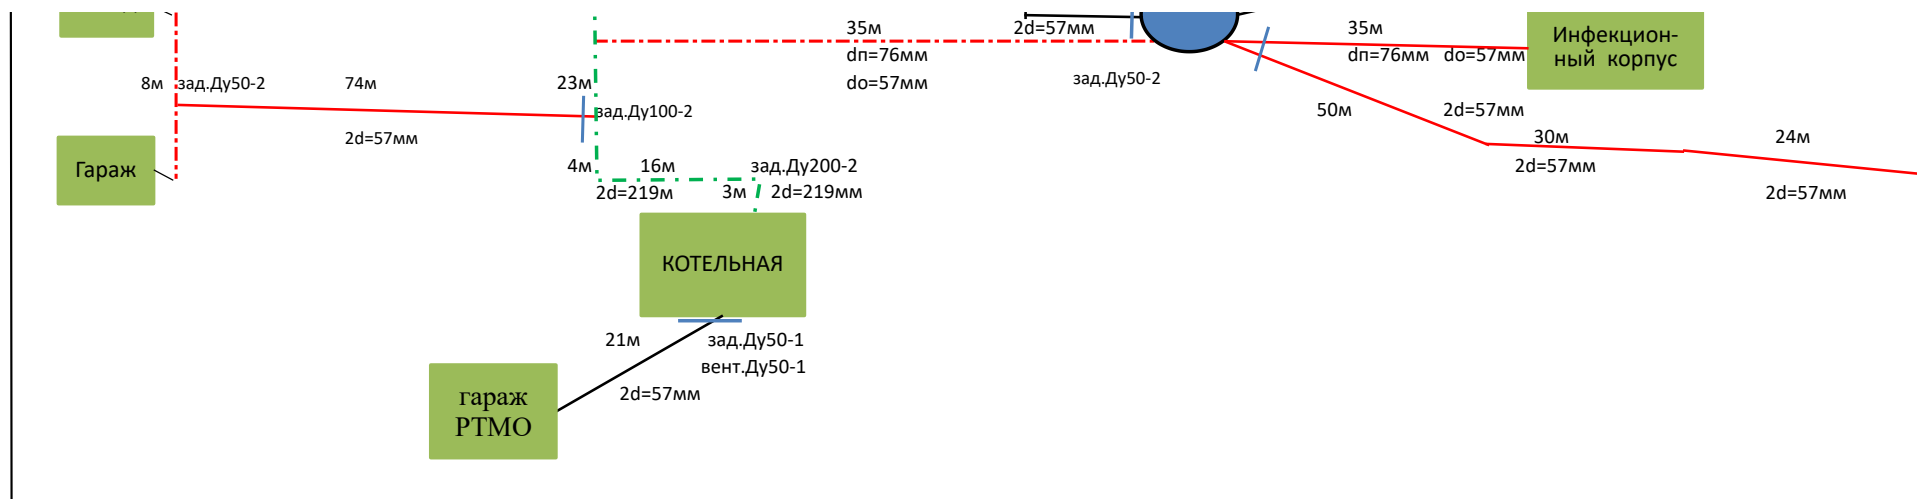 35м
2d=57мм
35м
dп=76мм
dп=76мм
do=57мм
Инфекцион-
ный корпус
8м
зад.Ду50-2
74м
23м
do=57мм
зад.Ду50-2
зад.Ду100-2
50м
2d=57мм
2d=57мм
30м
24м
Гараж
4м
16м
зад.Ду200-2
2d=57мм
2d=219м
3м
2d=219мм
2d=57мм
КОТЕЛЬНАЯ
21м
зад.Ду50-1
вент.Ду50-1
2d=57мм
гараж
РТМО